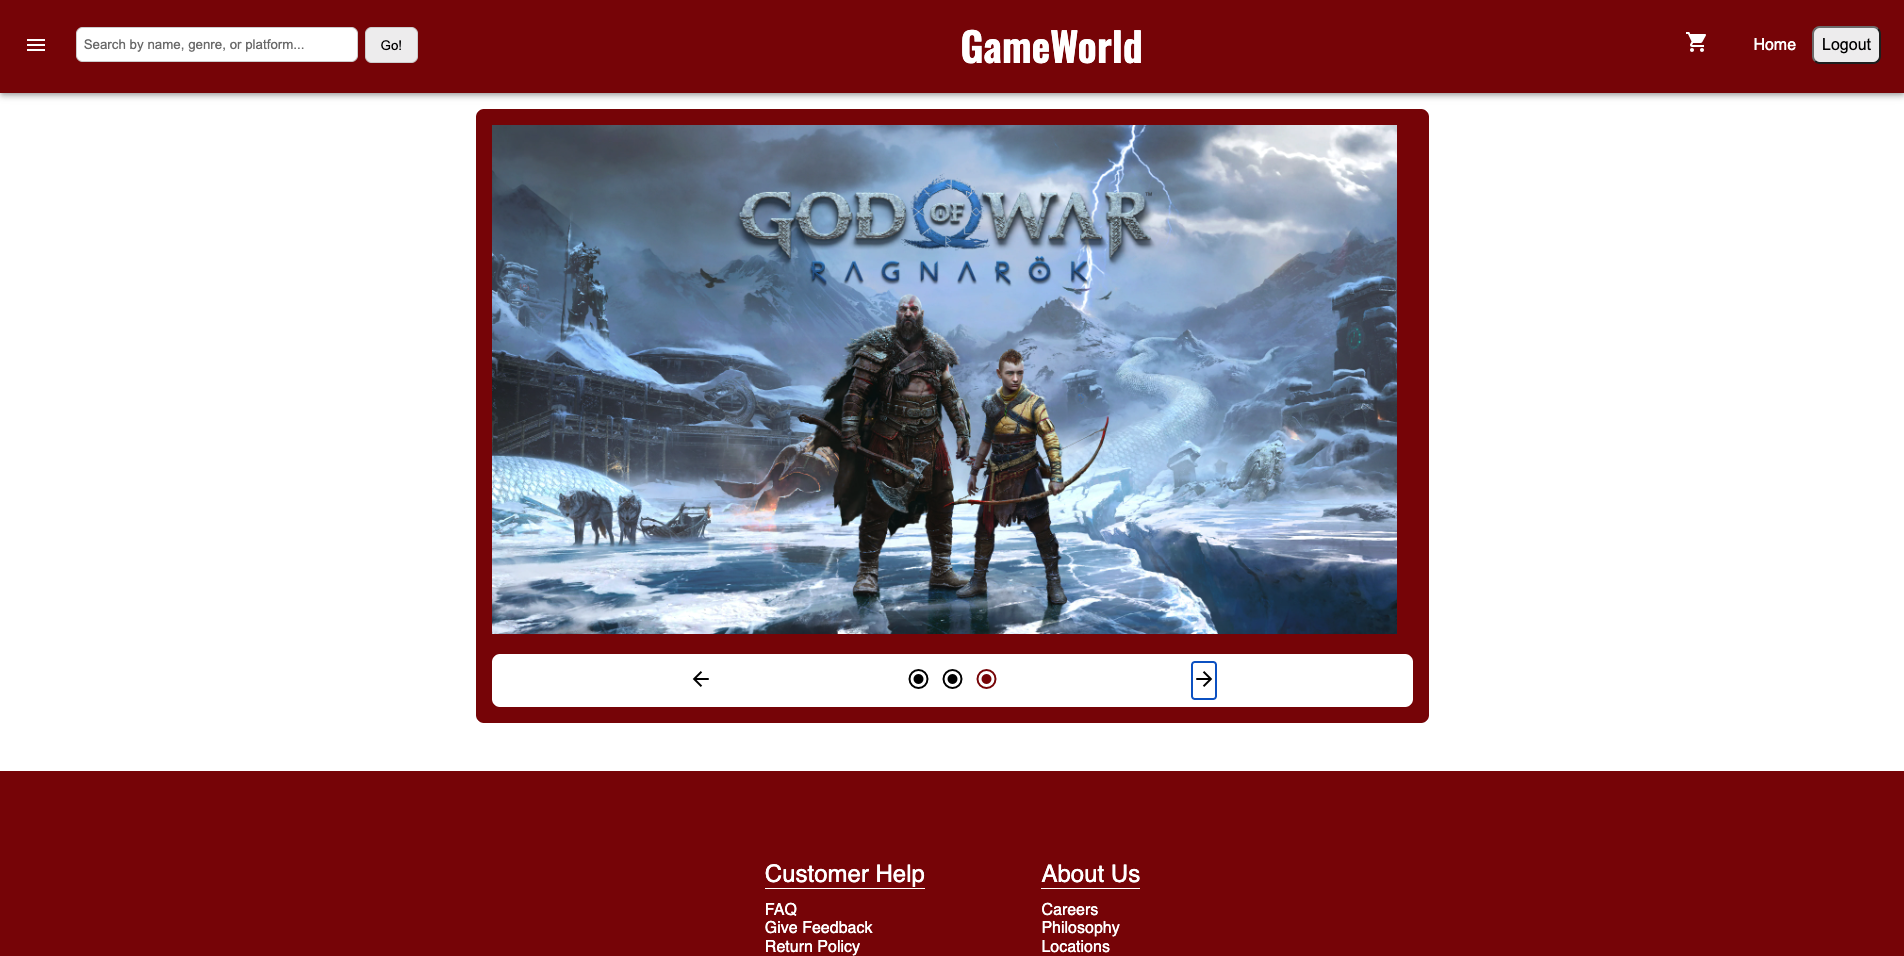 Search by name, genre, or platform...
Go!
GameWorld
Home
Logout
GOD OF WAR™
RAGNARÖK
Customer Help
FAQ
Give Feedback
Return Policy
About Us
Careers
Philosophy
Locations